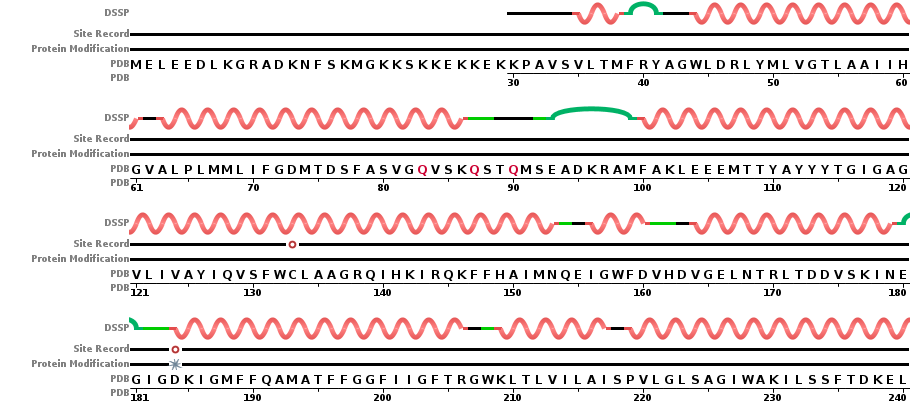 DSSP
Site Record
Protein Modification
PDB MELEEDLKGRADKNFSKMGKKSKKEKKEKKPAVSVLTMFRYAGWLDRLYMLVGTLAAIIH
PDB 30 40 50 60
DSSP
Site Record
Protein Modification
PDB GVALPLMMLIFGDMTDSFASVGQVSKQSTQMSEADKRAMFAKLEEEMTTYAYYYTGIGAG
PDB 61 70 80 90 100 110 120
DSSP
Site Record
Protein Modification
PDB VLIVAYIQVSFWCLAAGRQIHKIRQKFFHAIMNQEIGWFDVHDVGELNTRLTDDVSKINE
PDB 121 130 140 150 160 170 180
DSSP
Site Record
Protein Modification
PDB GIGDKIGMFFQAMATFFGGFIIGFTRGWKLTLVILAISPVLGLSAGIWAKILSSFTDKEL
PDB 181 190 200 210 220 230 240